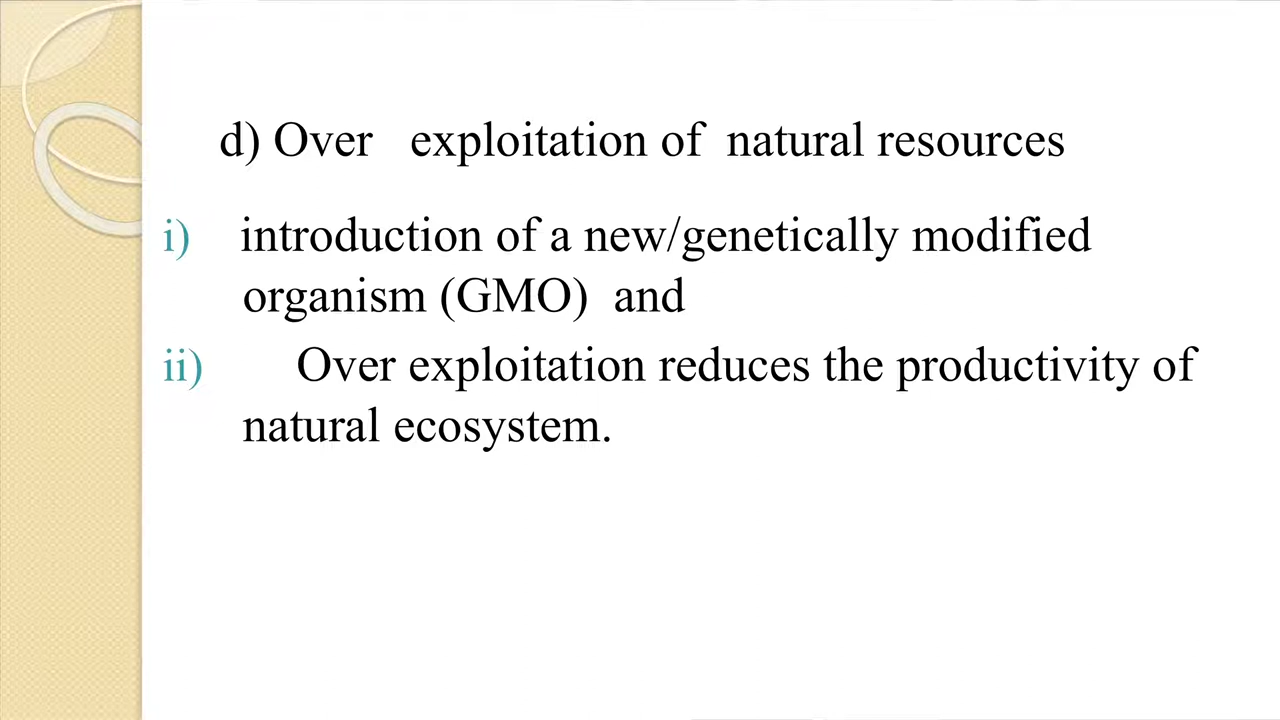 d) Over exploitation of natural resources
i) introduction of a new/genetically modified
organism (GMO) and
ii) Over exploitation reduces the productivity of
natural ecosystem.